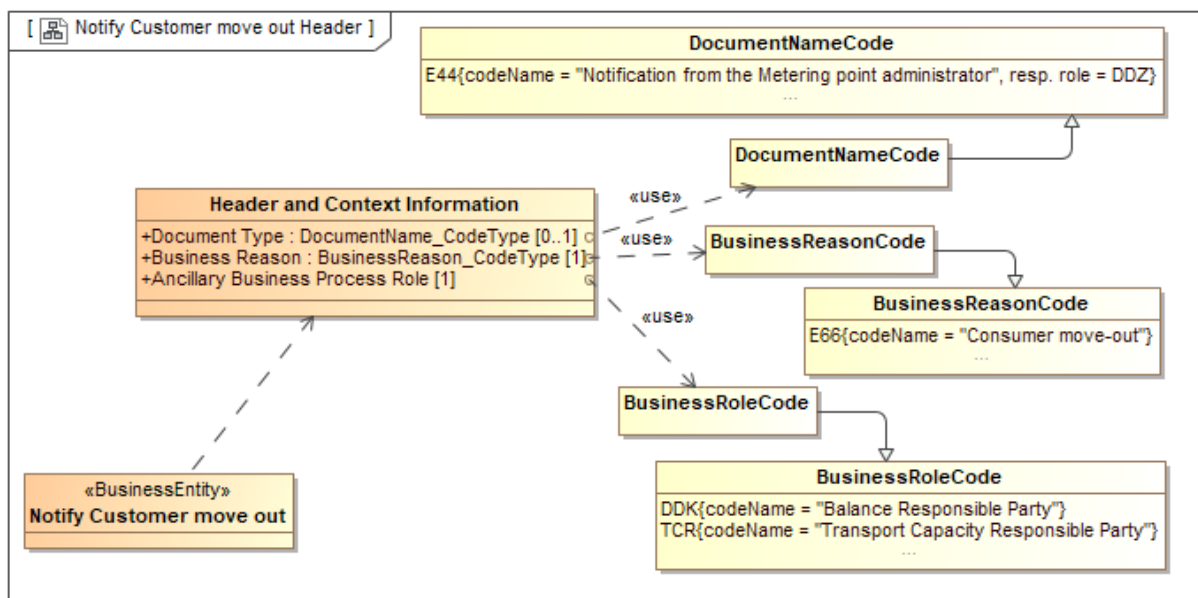 [ Notify Customer move out Header ]
DocumentNameCode
E44{codeName = "Notification from the Metering point administrator", resp. role = DDZ}
...
DocumentNameCode
«use»
Header and Context Information
+Document Type : DocumentName_CodeType [0..1]
+Business Reason : BusinessReason_CodeType [1]
+Ancillary Business Process Role [1]
«use»
BusinessReasonCode
BusinessReasonCode
E66{codeName = "Consumer move-out"}
...
«use»
BusinessRoleCode
BusinessRoleCode
DDK{codeName = "Balance Responsible Party"}
TCR{codeName = "Transport Capacity Responsible Party"}
...
«BusinessEntity»
Notify Customer move out